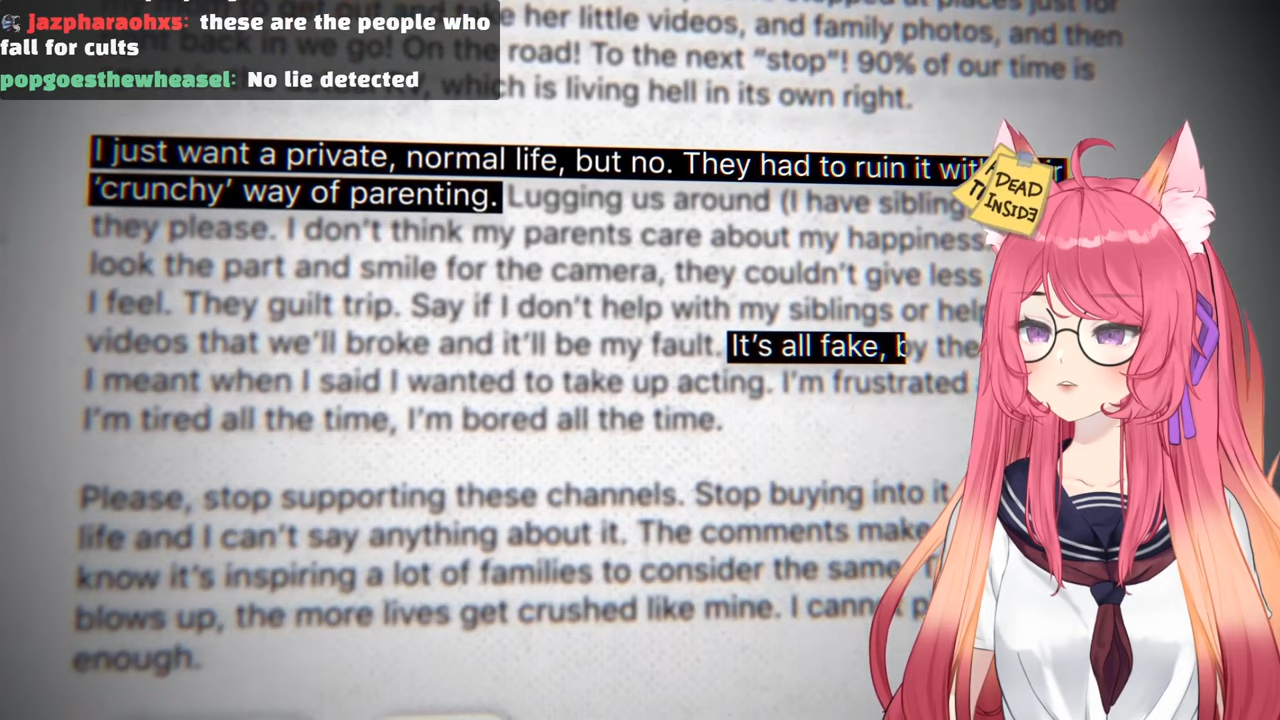 jazpharaohxs: these are the people who
fall for cults
popgoesthewheasel: No lie detected
stopped at places just for
her little videos, and family photos, and then
back in we go! On the road! To the next “stop”! 90% of our time is
which is living hell in its own right.
I just want a private, normal life, but no. They had to ruin it with
‘crunchy’ way of parenting. Lugging us around (I have sibling
they please. I don’t think my parents care about my happiness
look the part and smile for the camera, they couldn’t give less
I feel. They guilt trip. Say if I don’t help with my siblings or help
videos that we’ll broke and it’ll be my fault. It’s all fake, by the
I meant when I said I wanted to take up acting. I’m frustrated
I’m tired all the time, I’m bored all the time.
Please, stop supporting these channels. Stop buying into it
life and I can’t say anything about it. The comments make
know it’s inspiring a lot of families to consider the same
blows up, the more lives get crushed like mine. I cannot
enough.
DEAD
INSIDE